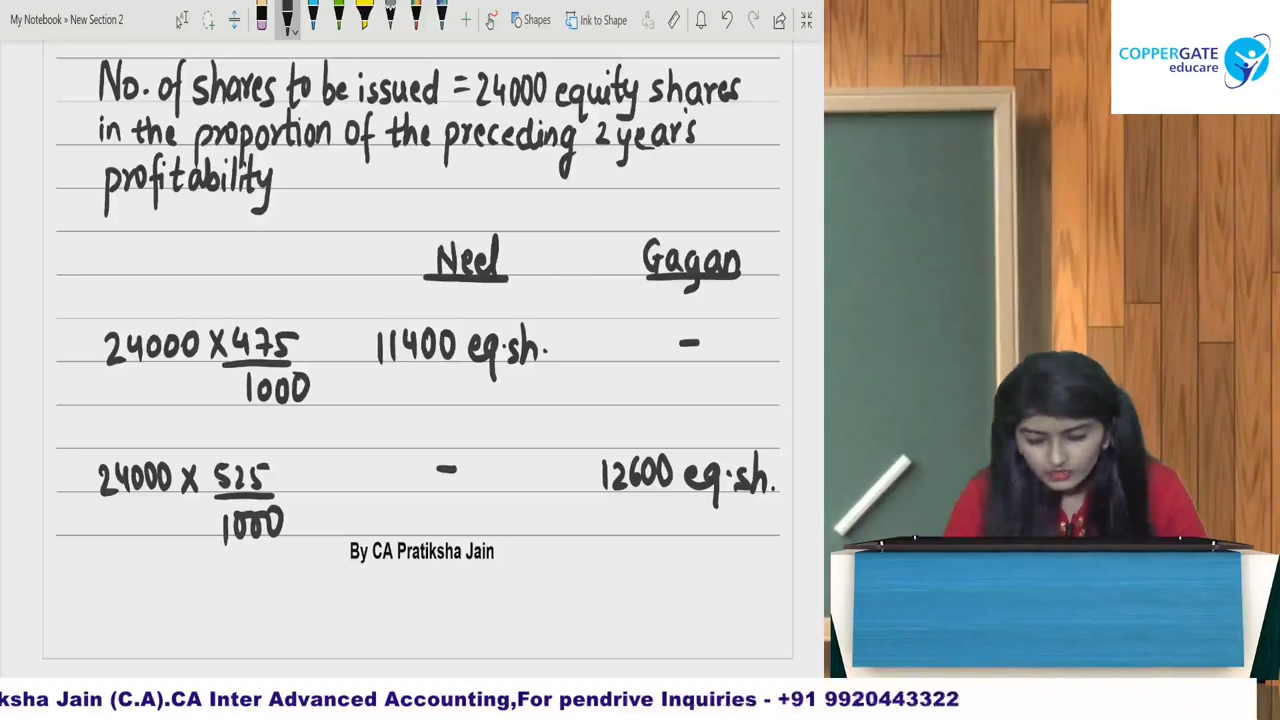 My Notebook » New Section 2
Shapes
Ink to Shape
COPPERGATE
educare
No. of shares to be issued = 24000 equity shares
in the proportion of the preceding 2 year's
profitability
Neel Gagan
24000 X 475 11400 eq.sh. -
1000
24000 X 525 - 12600 eq.sh.
1000
By CA Pratiksha Jain
ksha Jain (C.A).CA Inter Advanced Accounting,For pendrive Inquiries - +91 9920443322